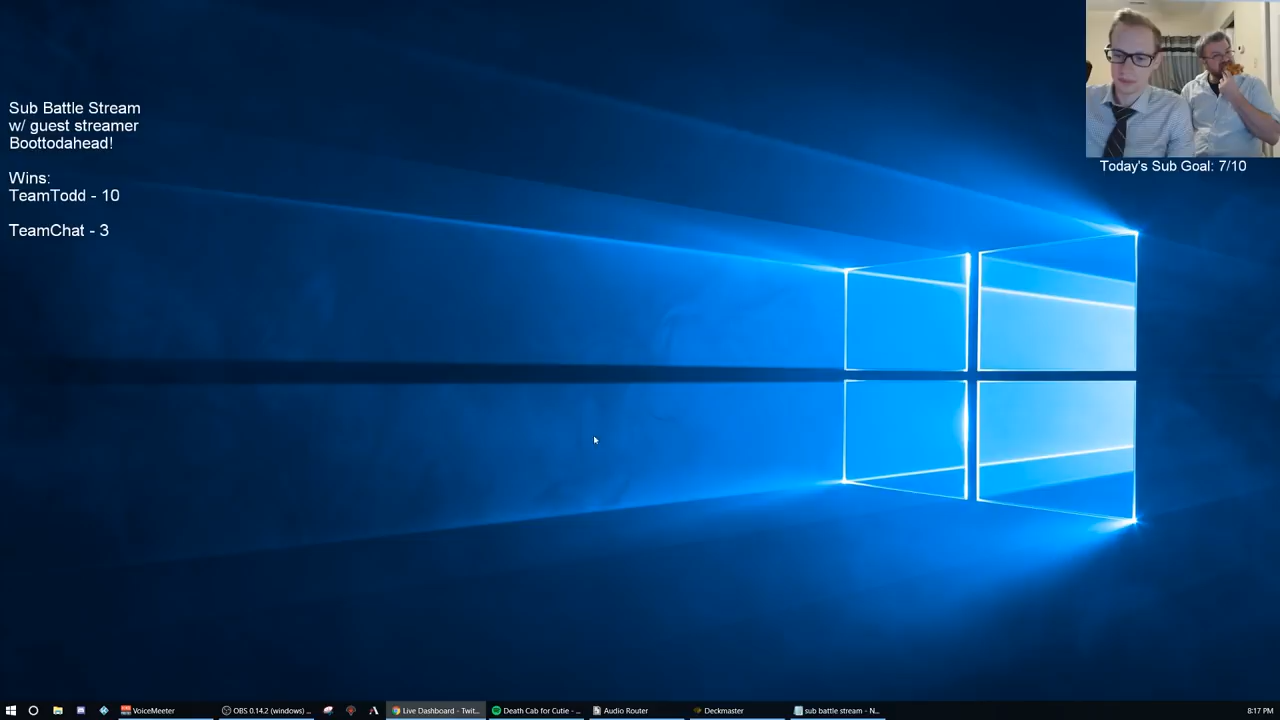 Sub Battle Stream
w/ guest streamer
Boottodahead!
Wins:
TeamTodd - 10
TeamChat - 3
Today's Sub Goal: 7/10
VoiceMeeter
OBS 0.14.2 (windows) ...
Live Dashboard - Twit...
Death Cab for Cutie - ...
Audio Router
Deckmaster
sub battle stream - N...
8:17 PM